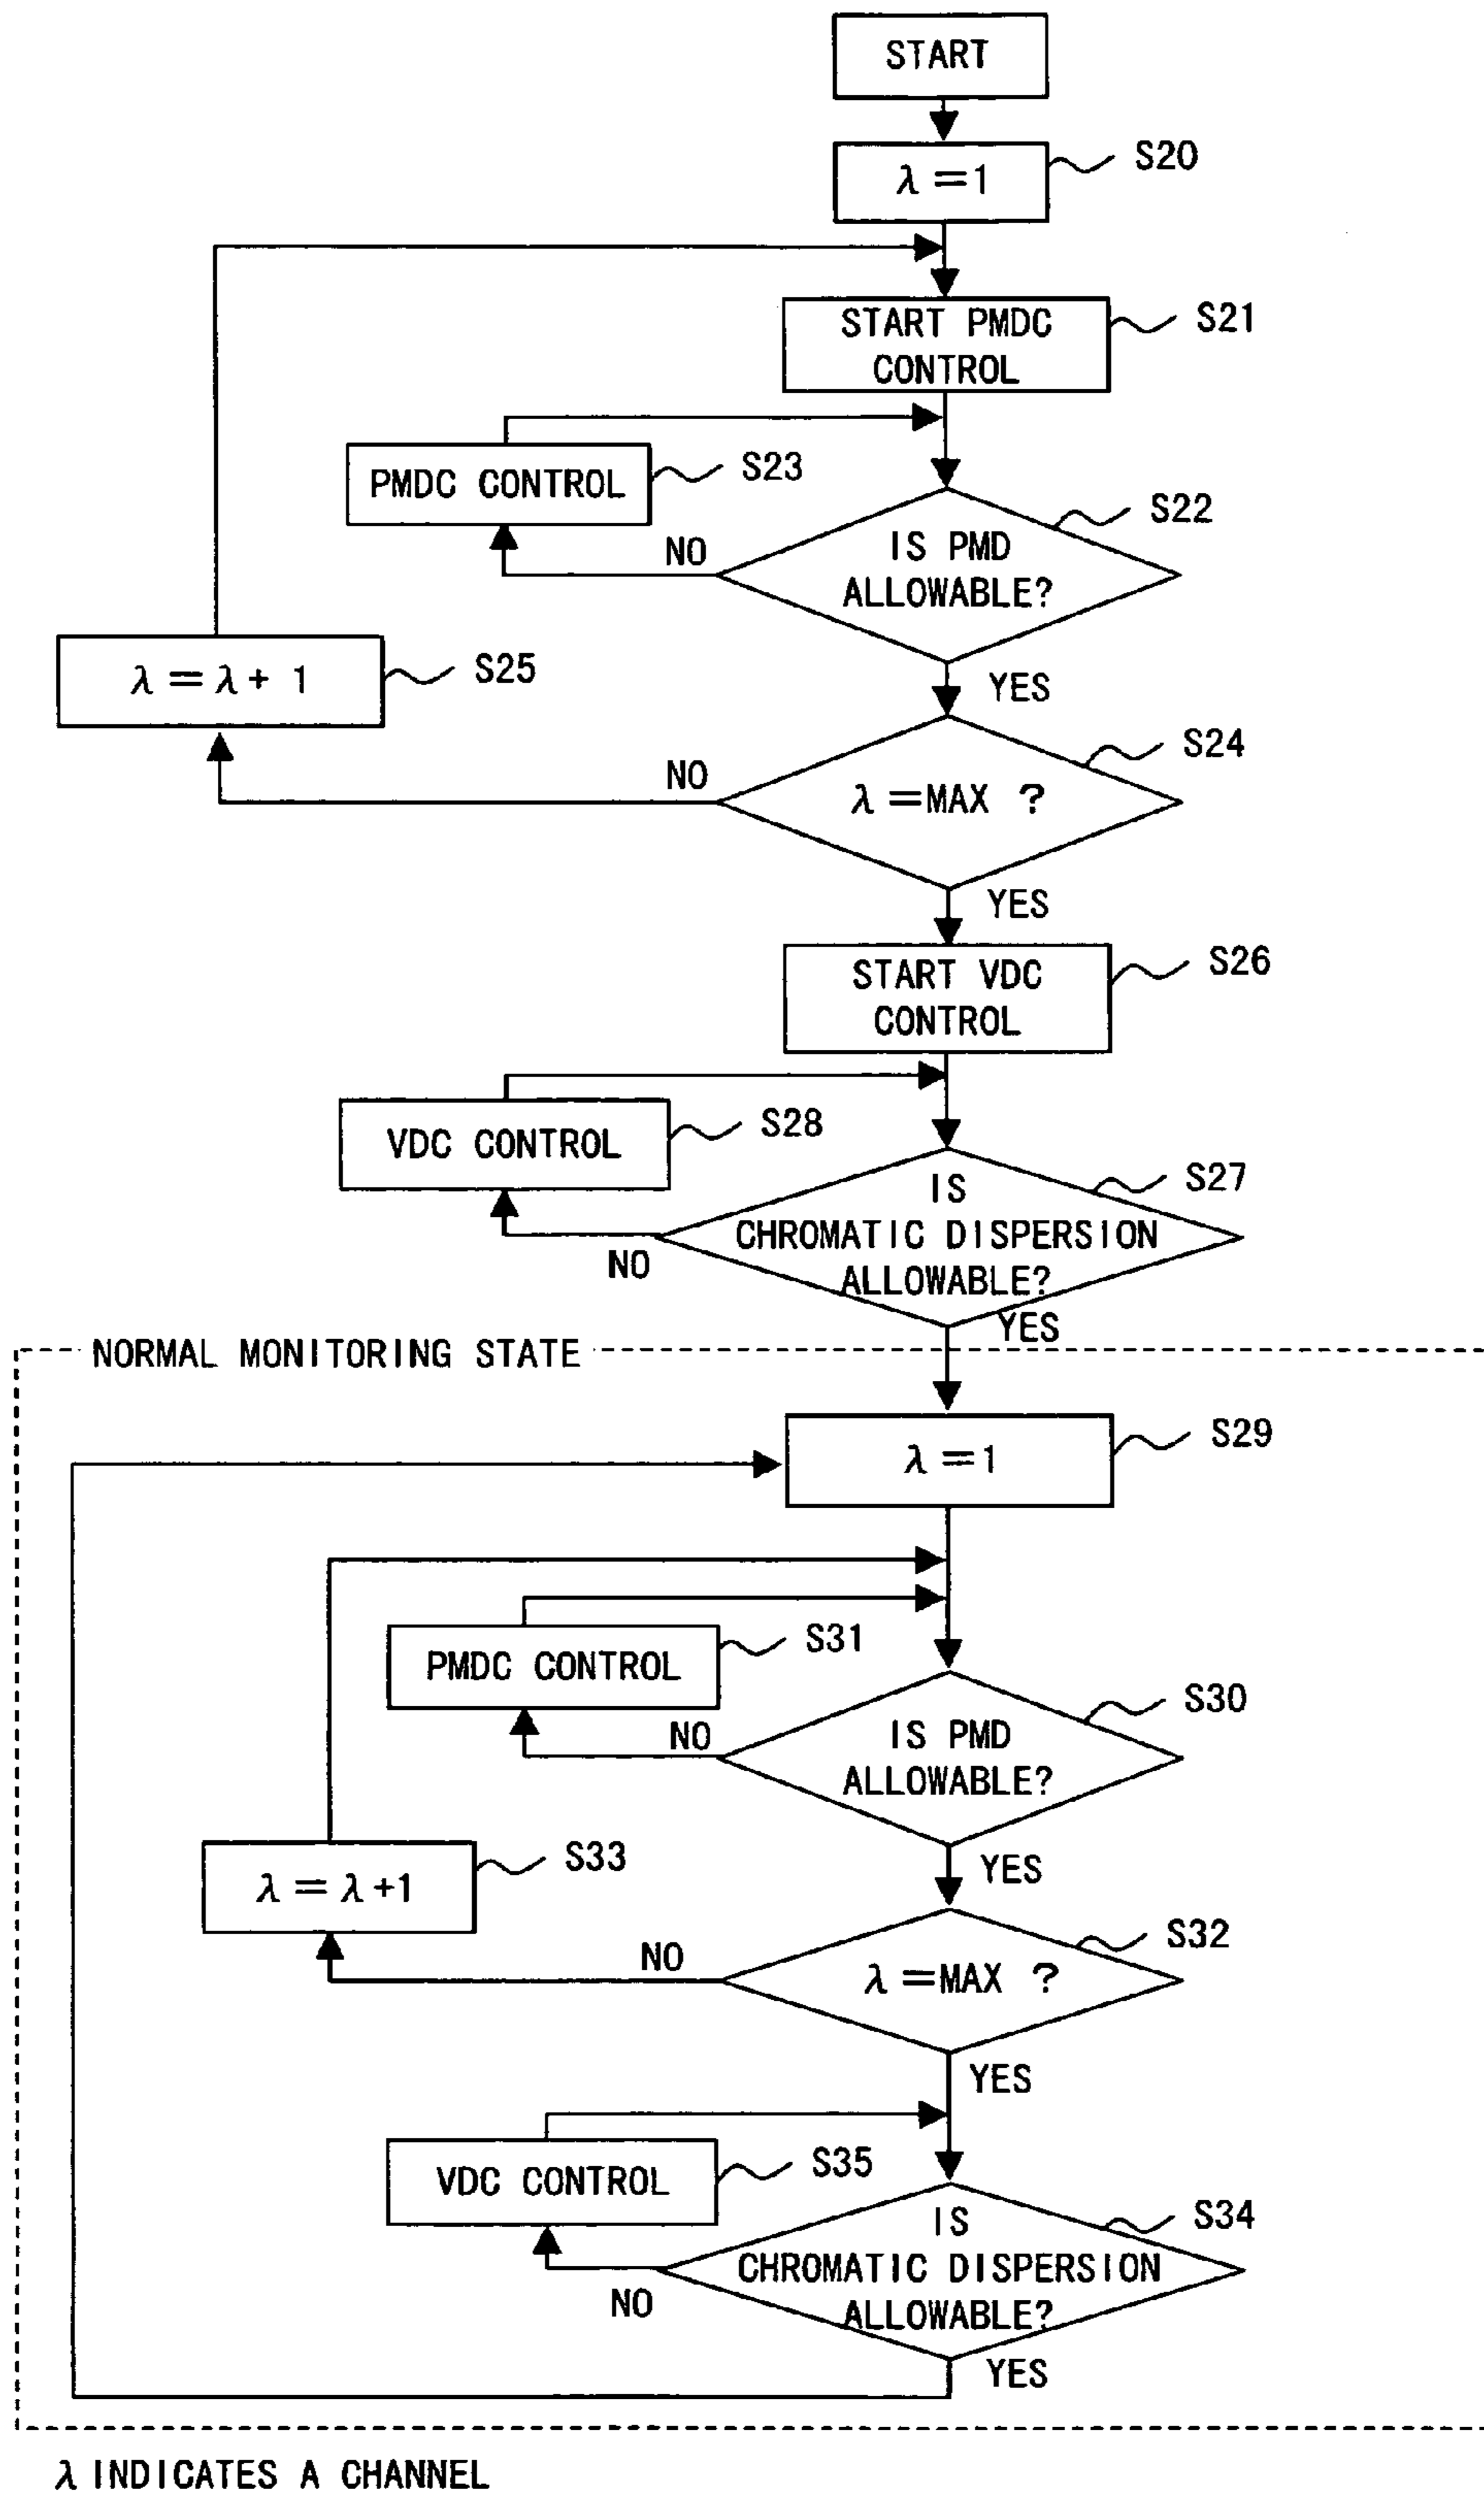 START
λ=1
S20
START PMDC
CONTROL
S21
PMDC CONTROL
S23
IS PMD
ALLOWABLE?
S22
NO
YES
λ=λ+ 1
S25
λ=MAX ?
S24
NO
YES
START VDC
CONTROL
S26
VDC CONTROL
S28
IS
CHROMATIC DISPERSION
ALLOWABLE?
S27
NO
YES
NORMAL MONITORING STATE
λ=1
S29
PMDC CONTROL
S31
IS PMD
ALLOWABLE?
S30
NO
YES
λ=λ+1
S33
λ=MAX ?
S32
NO
YES
VDC CONTROL
S35
IS
CHROMATIC DISPERSION
ALLOWABLE?
S34
NO
YES
λ INDICATES A CHANNEL